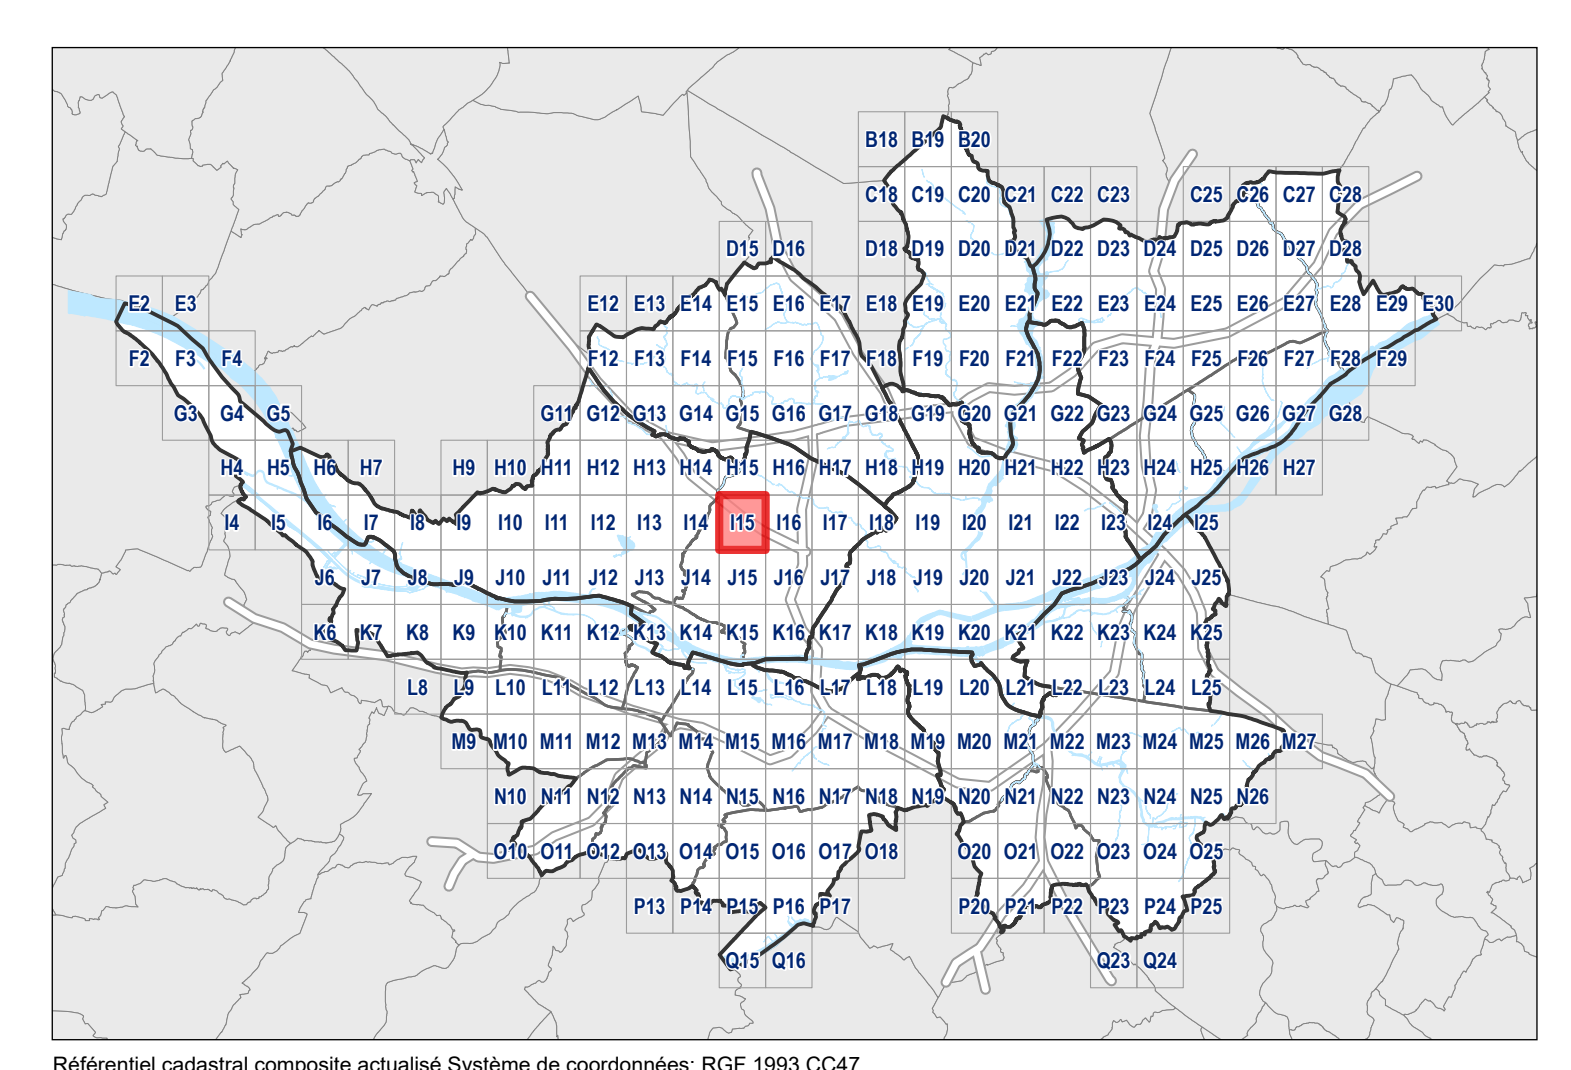 B18 B19 B20
C18 C19 C20 C21 C22 C23 C25 C26 C27 C28
D15 D16 D18 D19 D20 D21 D22 D23 D24 D25 D26 D27 D28
E2 E3 E12 E13 E14 E15 E16 E17 E18 E19 E20 E21 E22 E23 E24 E25 E26 E27 E28 E29 E30
F2 F3 F4 F12 F13 F14 F15 F16 F17 F18 F19 F20 F21 F22 F23 F24 F25 F26 F27 F28 F29
G3 G4 G5 G11 G12 G13 G14 G15 G16 G17 G18 G19 G20 G21 G22 G23 G24 G25 G26 G27 G28
H4 H5 H6 H7 H9 H10 H11 H12 H13 H14 H15 H16 H17 H18 H19 H20 H21 H22 H23 H24 H25 H26 H27
I4 I5 I6 I7 I8 I9 I10 I11 I12 I13 I14 I15 I16 I17 I18 I19 I20 I21 I22 I23 I24 I25
J6 J7 J8 J9 J10 J11 J12 J13 J14 J15 J16 J17 J18 J19 J20 J21 J22 J23 J24 J25
K6 K7 K8 K9 K10 K11 K12 K13 K14 K15 K16 K17 K18 K19 K20 K21 K22 K23 K24 K25
L8 L9 L10 L11 L12 L13 L14 L15 L16 L17 L18 L19 L20 L21 L22 L23 L24 L25
M9 M10 M11 M12 M13 M14 M15 M16 M17 M18 M19 M20 M21 M22 M23 M24 M25 M26 M27
N10 N11 N12 N13 N14 N15 N16 N17 N18 N19 N20 N21 N22 N23 N24 N25 N26
O10 O11 O12 O13 O14 O15 O16 O17 O18 O20 O21 O22 O23 O24 O25
P13 P14 P15 P16 P17 P20 P21 P22 P23 P24 P25
Q15 Q16 Q23 Q24
Référentiel cadastral composite actualisé Système de coordonnées: RGF 1993 CC47